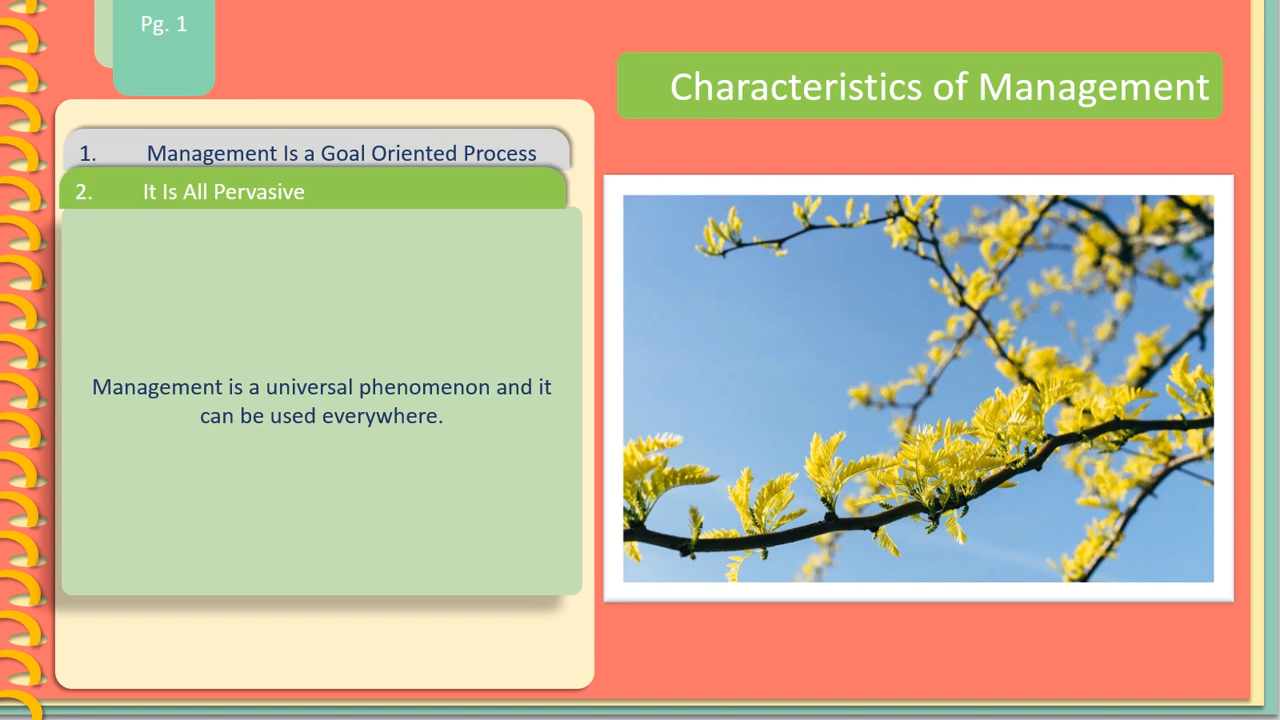 Pg. 1
Characteristics of Management
1. Management Is a Goal Oriented Process
2. It Is All Pervasive
Management is a universal phenomenon and it
can be used everywhere.